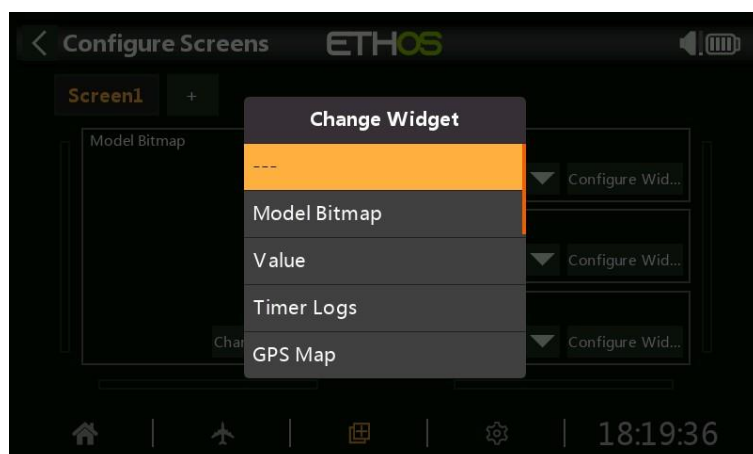 Configure Screens ETHOS
Screen1 +
Change Widget
Model Bitmap
---
Configure Wid...
Model Bitmap
Value
Configure Wid...
Timer Logs
Char
Configure Wid...
GPS Map
18:19:36